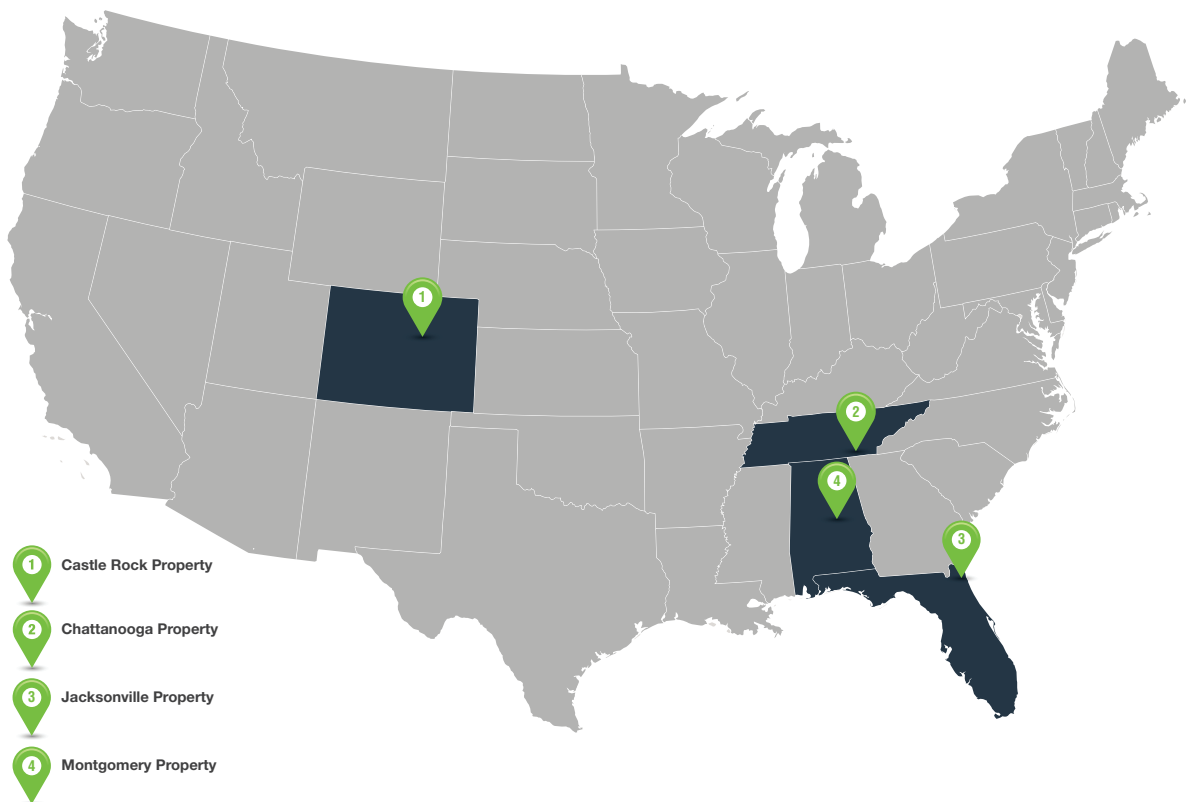 1
2
4
3
1 Castle Rock Property
2 Chattanooga Property
3 Jacksonville Property
4 Montgomery Property